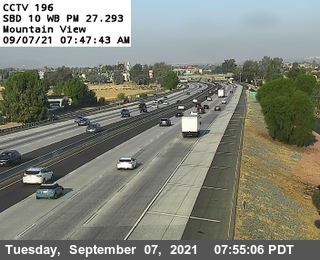 CCTV 196
SBD 10 WB PM 27.293
Mountain View
09/07/21 07:47:43 AM
Tuesday, September 07, 2021 07:55:06 PDT